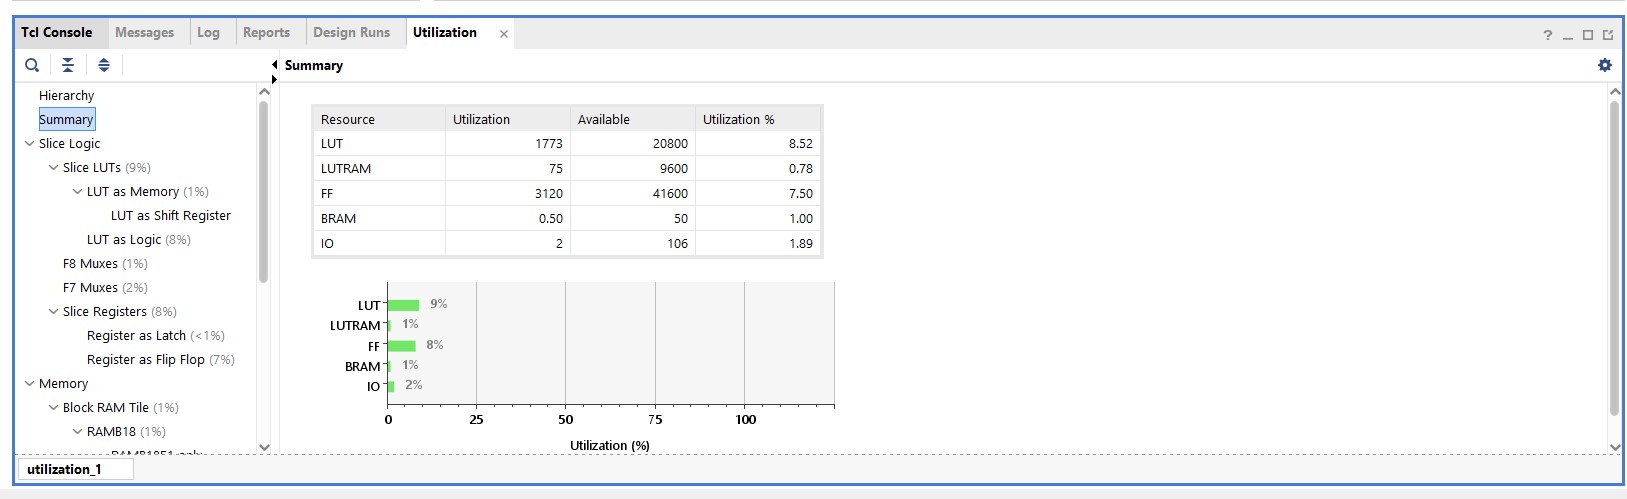 Tcl Console Messages Log Reports Design Runs Utilization × ?
Summary
Hierarchy
Summary
Slice Logic
Slice LUTs (9%)
LUT as Memory (1%)
LUT as Shift Register
LUT as Logic (8%)
F8 Muxes (1%)
F7 Muxes (2%)
Slice Registers (8%)
Register as Latch (<1%)
Register as Flip Flop (7%)
Memory
Block RAM Tile (1%)
RAMB18 (1%)
Resource Utilization Available Utilization %
LUT 1773 20800 8.52
LUTRAM 75 9600 0.78
FF 3120 41600 7.50
BRAM 0.50 50 1.00
IO 2 106 1.89
LUT 9%
LUTRAM 1%
FF 8%
BRAM 1%
IO 2%
0 25 50 75 100
Utilization (%)
utilization_1